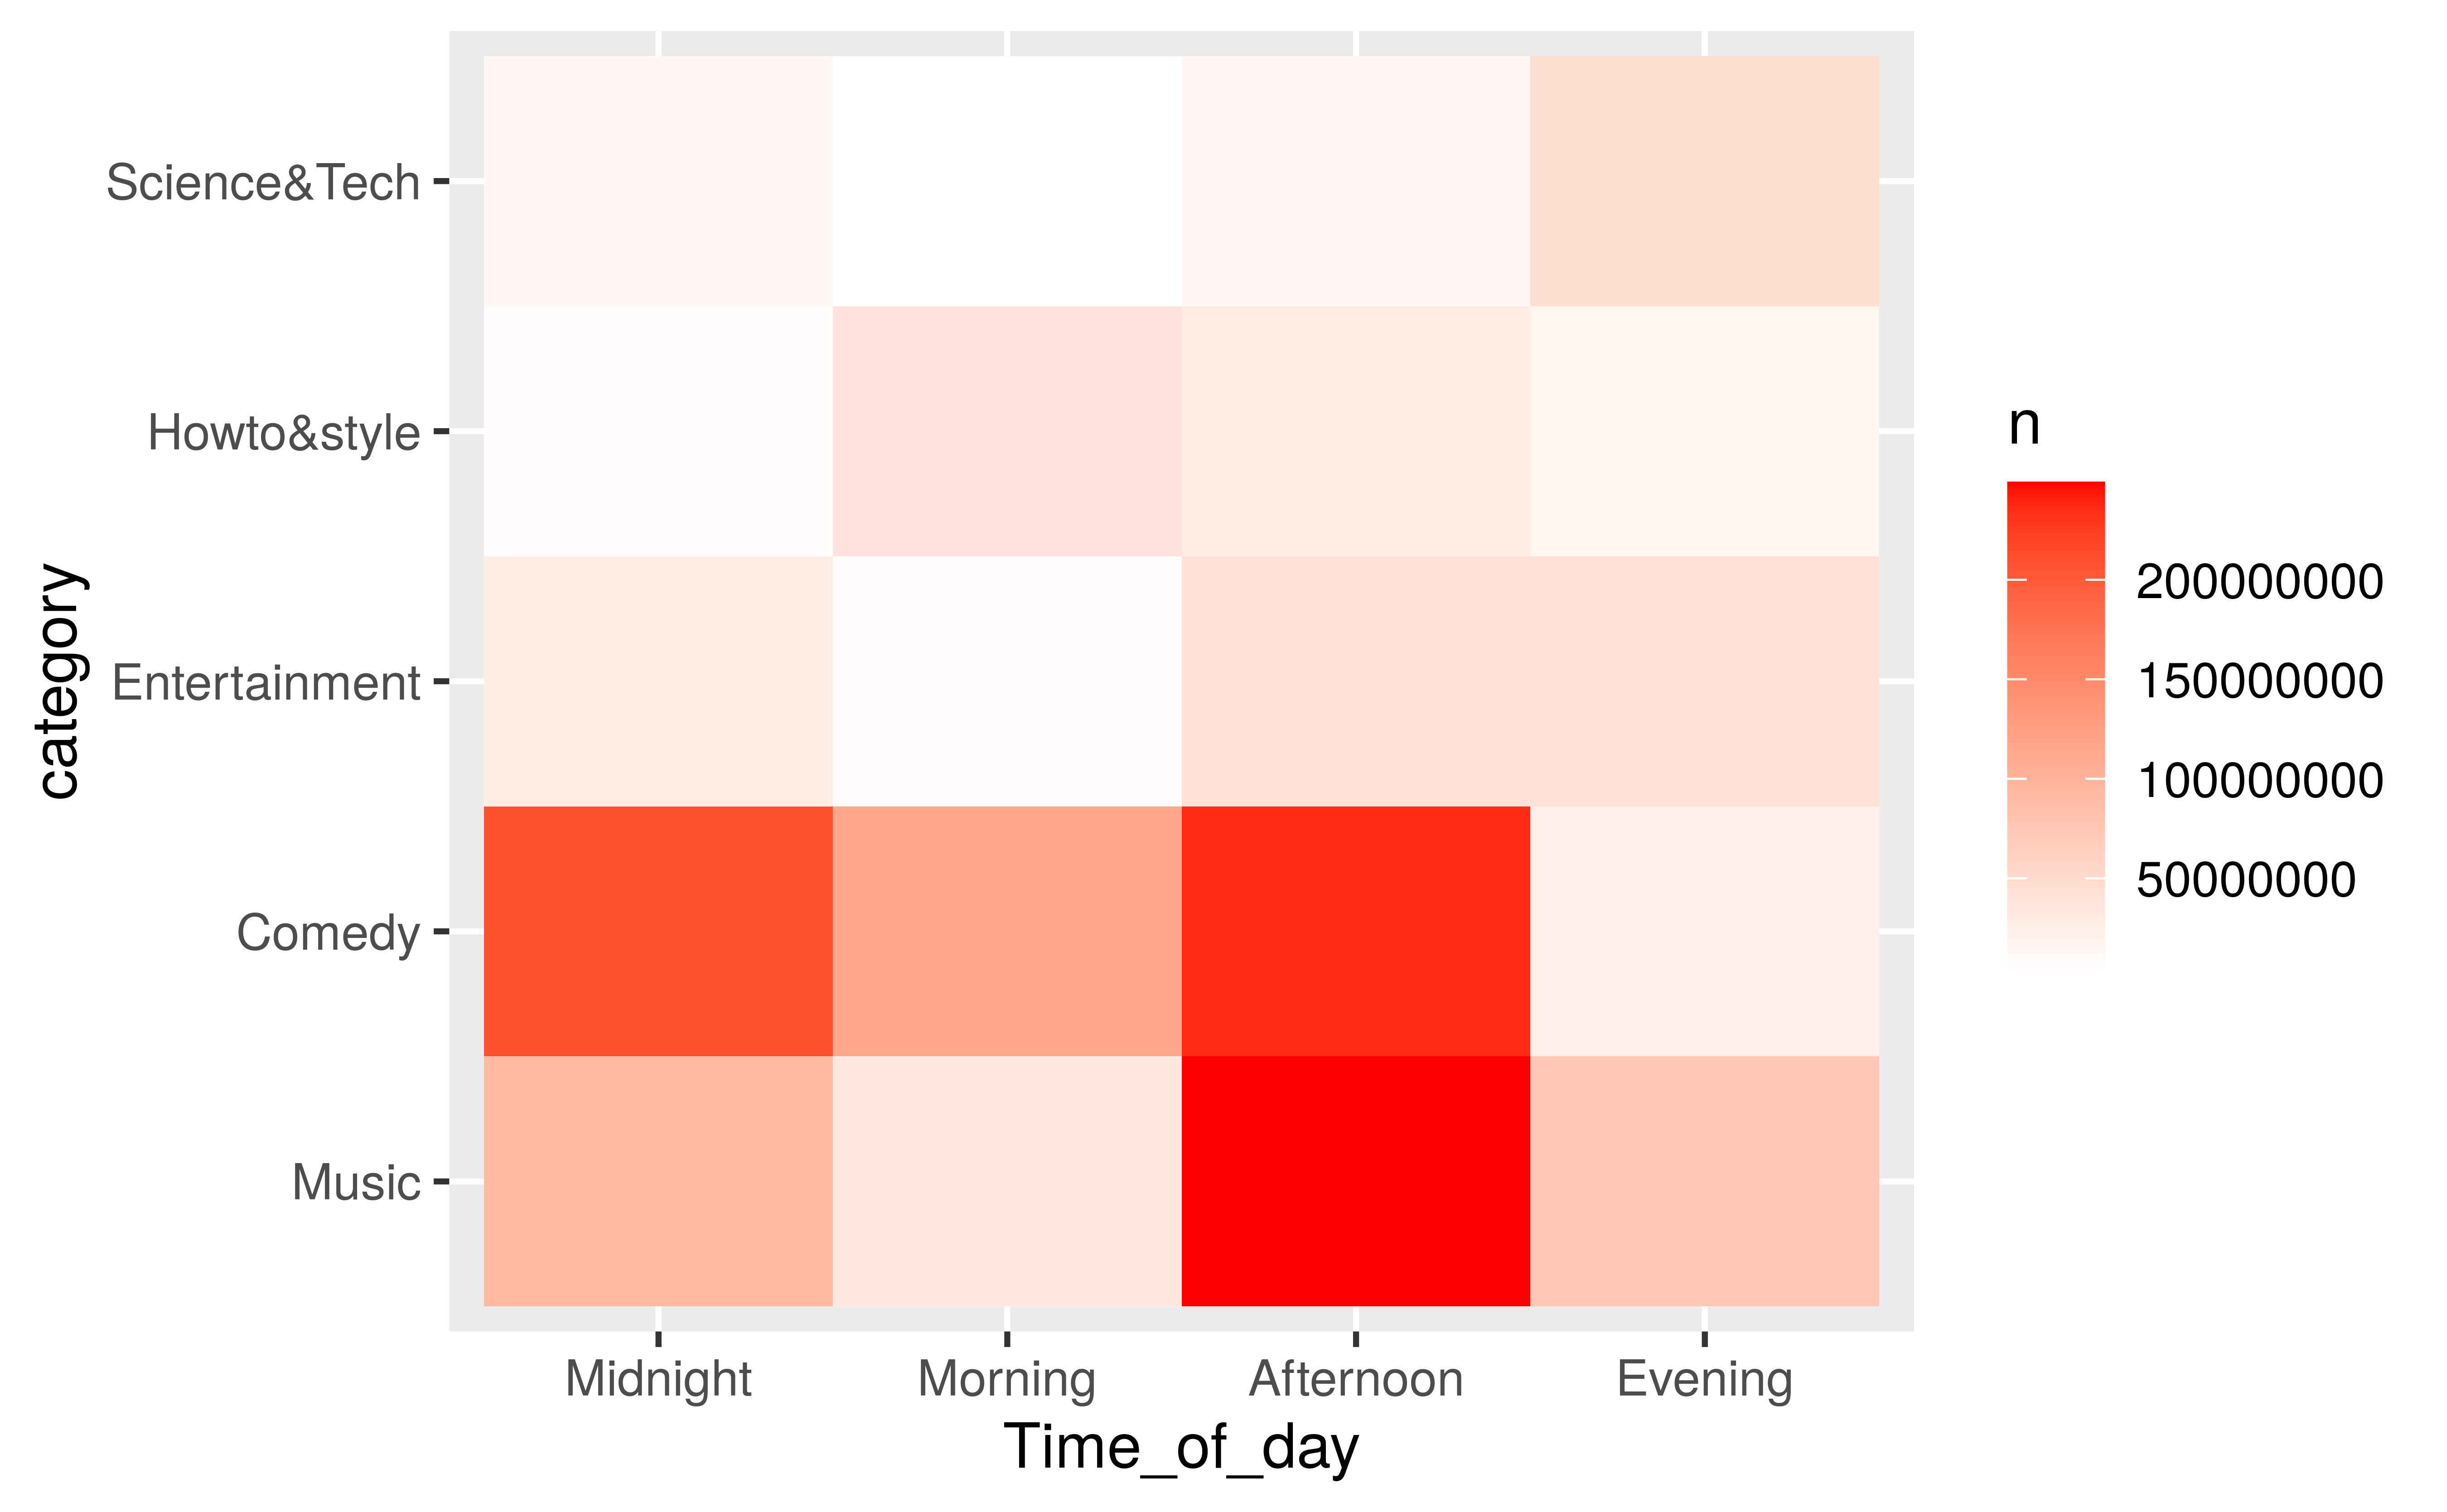 Science&Tech
Howto&style
Entertainment
Comedy
Music
category
Midnight Morning Afternoon Evening
Time_of_day
n
200000000
150000000
100000000
50000000